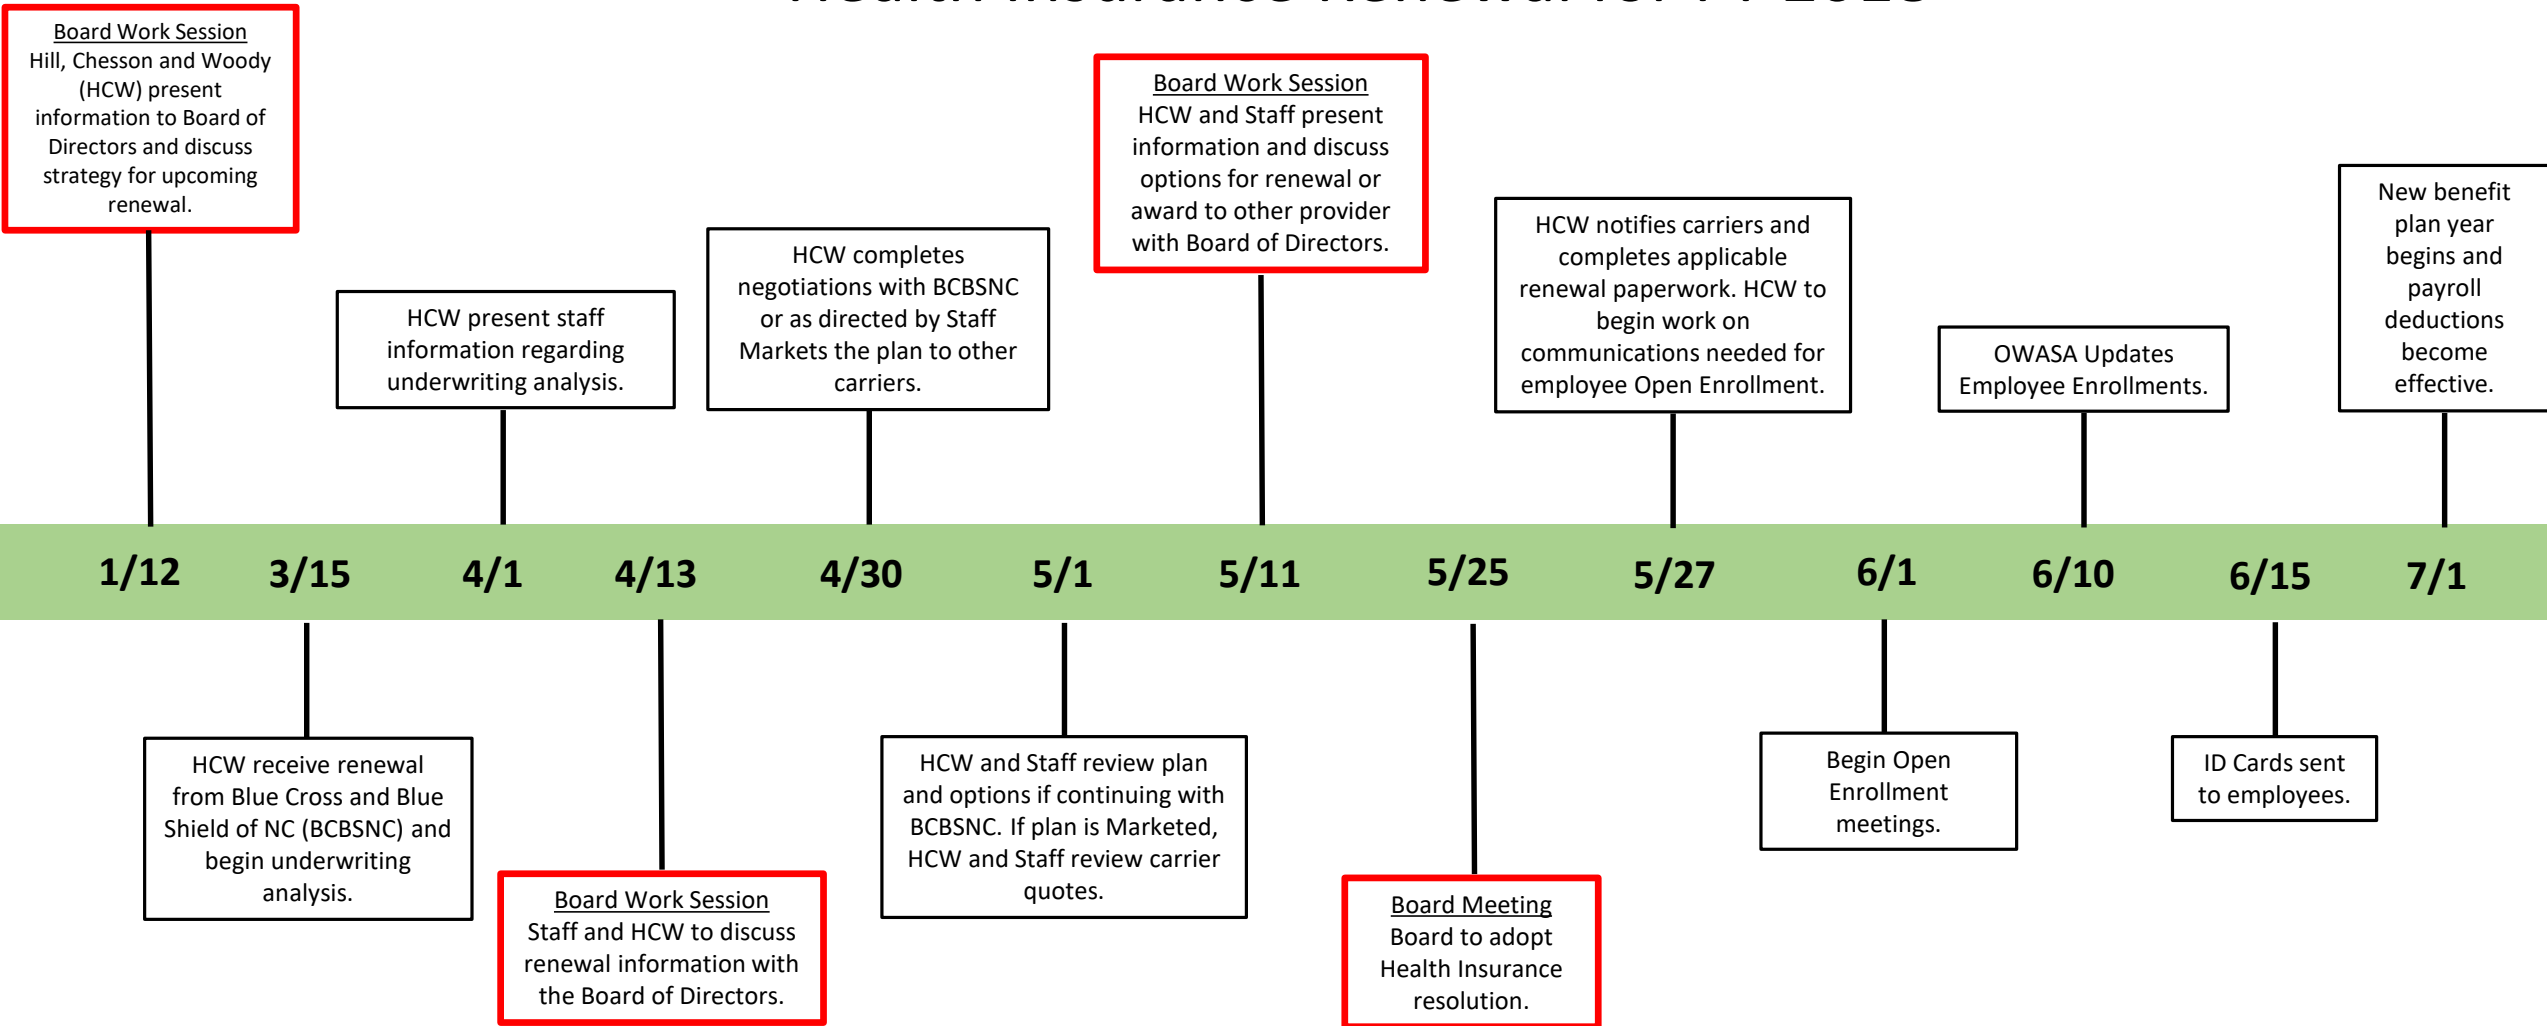 Health Insurance Renewal for FY
Board Work Session
Hill, Chesson and Woody
(HCW) present
information to Board of
Directors and discuss
strategy for upcoming
renewal.
HCW present staff
information regarding
underwriting analysis.
HCW completes
negotiations with BCBSNC
or as directed by Staff
Markets the plan to other
carriers.
Board Work Session
HCW and Staff present
information and discuss
options for renewal or
award to other provider
with Board of Directors.
HCW notifies carriers and
completes applicable
renewal paperwork. HCW to
begin work on
communications needed for
employee Open Enrollment.
OWASA Updates
Employee Enrollments.
New benefit
plan year
begins and
payroll
deductions
become
effective.
1/12 3/15 4/1 4/13 4/30 5/1 5/11 5/25 5/27 6/1 6/10 6/15 7/1
HCW receive renewal
from Blue Cross and Blue
Shield of NC (BCBSNC) and
begin underwriting
analysis.
Board Work Session
Staff and HCW to discuss
renewal information with
the Board of Directors.
HCW and Staff review plan
and options if continuing with
BCBSNC. If plan is Marketed,
HCW and Staff review carrier
quotes.
Board Meeting
Board to adopt
Health Insurance
resolution.
Begin Open
Enrollment
meetings.
ID Cards sent
to employees.